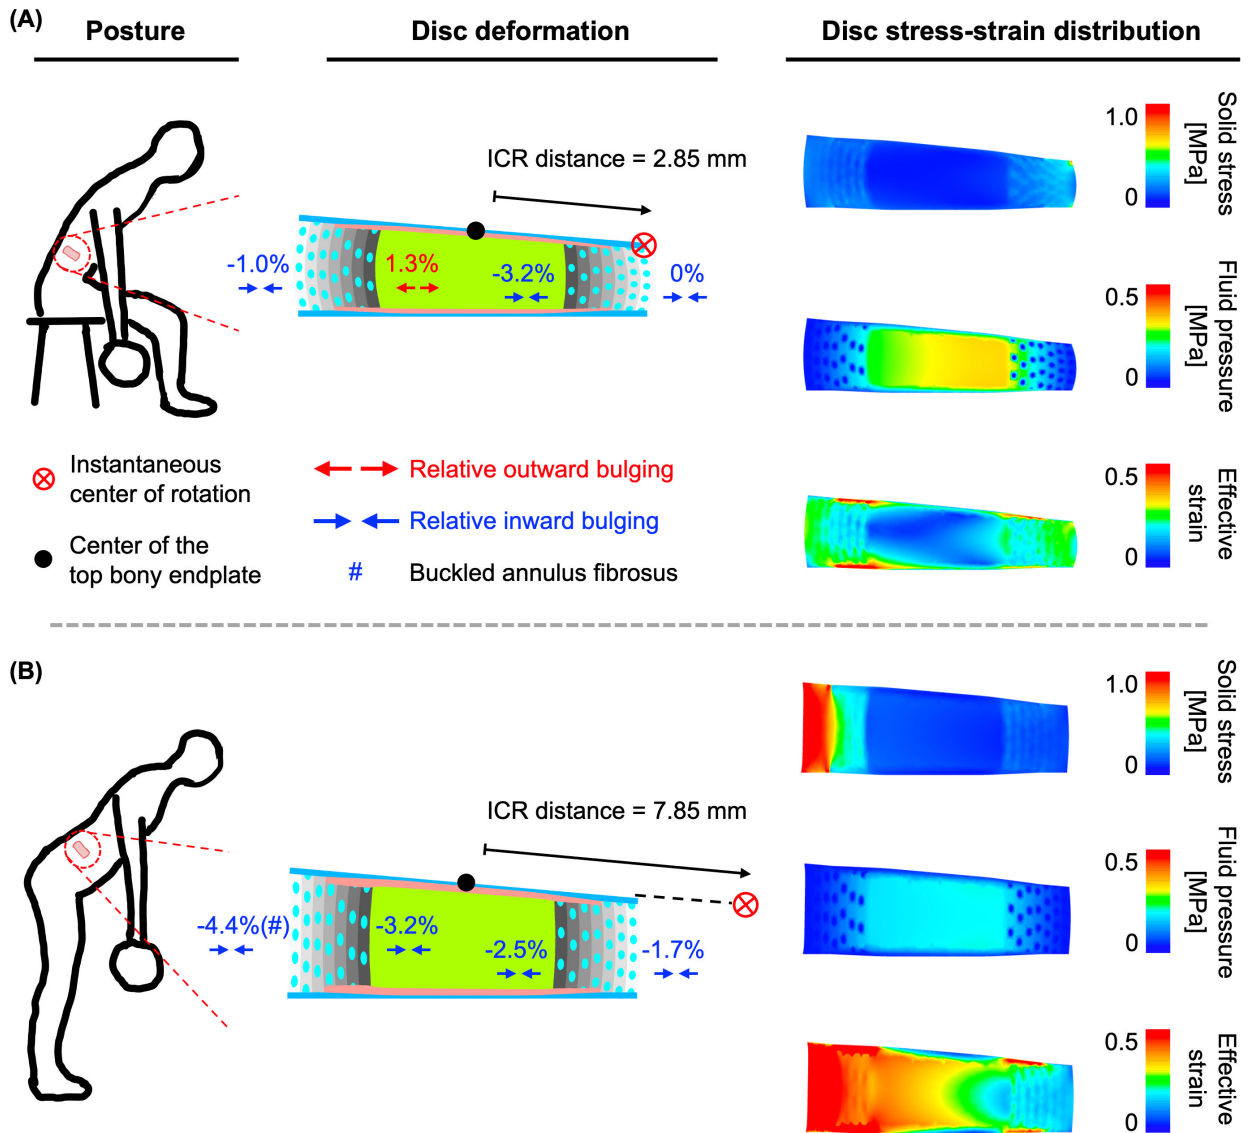 (A)
Posture
Disc deformation
Disc stress-strain distribution
ICR distance = 2.85 mm
-1.0%
1.3%
-3.2%
0%
1.0
0
Solid stress
[MPa]
0.5
0
Fluid pressure
[MPa]
0.5
0
Effective
strain
Instantaneous
center of rotation
Center of the
top bony endplate
Relative outward bulging
Relative inward bulging
# Buckled annulus fibrosus
(B)
ICR distance = 7.85 mm
-4.4%(#)
-3.2%
-2.5%
-1.7%
1.0
0
Solid stress
[MPa]
0.5
0
Fluid pressure
[MPa]
0.5
0
Effective
strain